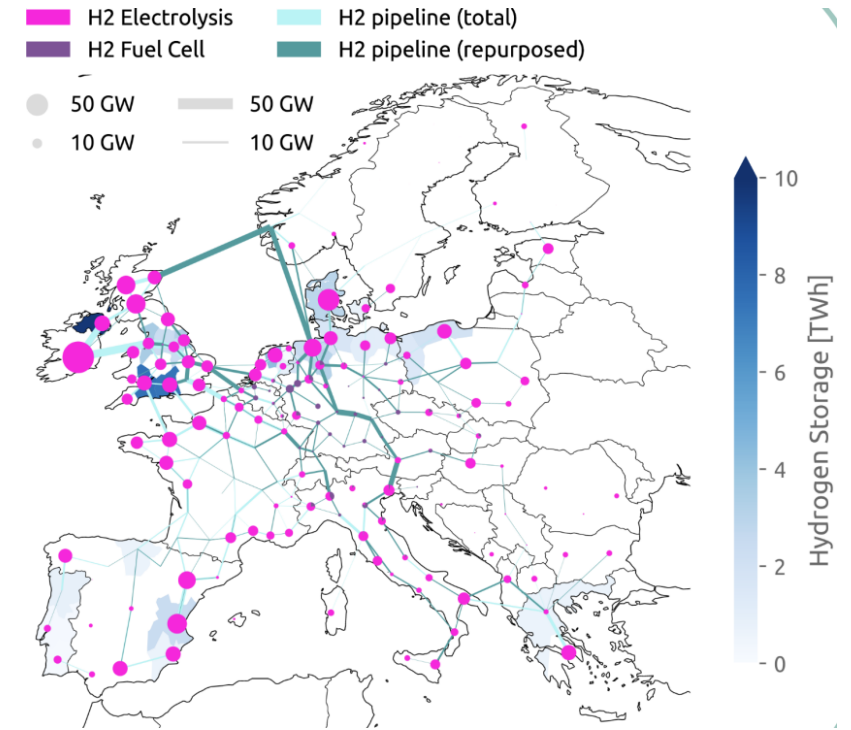 H2 Electrolysis
H2 Fuel Cell
H2 pipeline (total)
H2 pipeline (repurposed)
50 GW
10 GW
50 GW
10 GW
10
8
6
4
2
0
Hydrogen Storage [TWh]